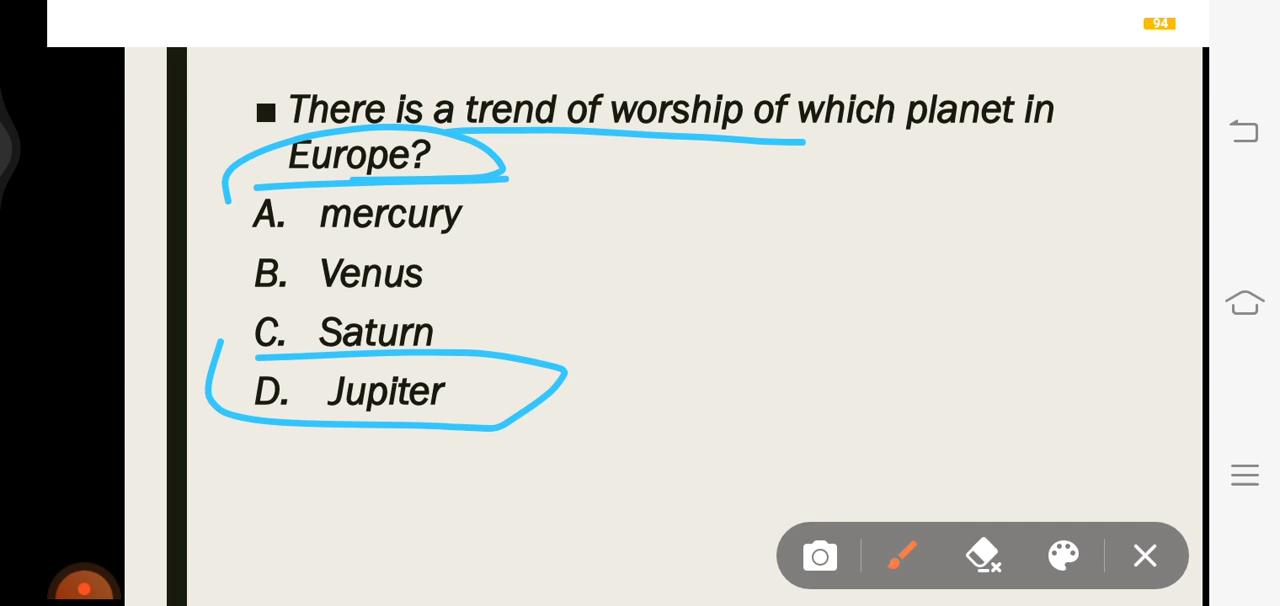 94
■ There is a trend of worship of which planet in
Europe?
A. mercury
B. Venus
C. Saturn
D. Jupiter